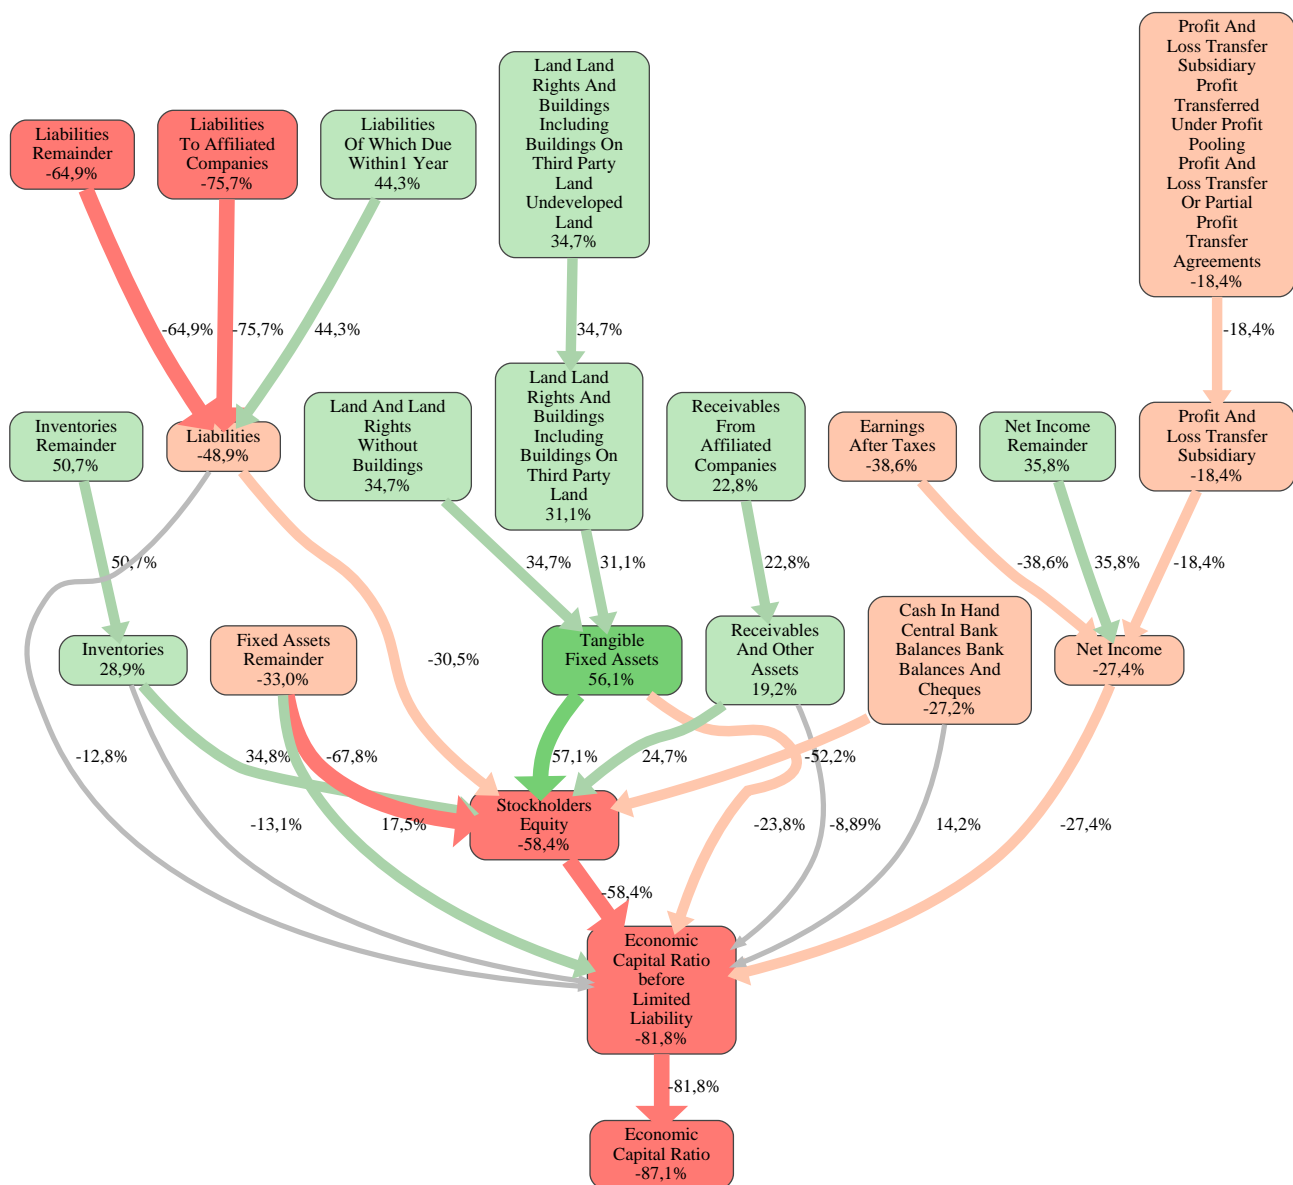 Profit And
Loss Transfer
Subsidiary
Profit
Transferred
Under Profit
Pooling
Profit And
Loss Transfer
Or Partial
Profit
Transfer
Agreements
-18,4%
Land Land
Rights And
Buildings
Including
Buildings On
Third Party
Land
Undeveloped
Land
34,7%
Liabilities
Remainder
-64,9%
Liabilities
To Affiliated
Companies
-75,7%
Liabilities
Of Which Due
Within1 Year
44,3%
-64,9%
-75,7%
44,3%
34,7%
-18,4%
Inventories
Remainder
50,7%
Liabilities
-48,9%
Land And Land
Rights
Without
Buildings
34,7%
Land Land
Rights And
Buildings
Including
Buildings On
Third Party
Land
31,1%
Receivables
From
Affiliated
Companies
22,8%
Earnings
After Taxes
-38,6%
Net Income
Remainder
35,8%
Profit And
Loss Transfer
Subsidiary
-18,4%
50,7%
34,7%
31,1%
22,8%
-38,6%
35,8%
-18,4%
Inventories
28,9%
Fixed Assets
Remainder
-33,0%
-30,5%
Tangible
Fixed Assets
56,1%
Receivables
And Other
Assets
19,2%
Cash In Hand
Central Bank
Balances Bank
Balances And
Cheques
-27,2%
Net Income
-27,4%
-12,8%
34,8%
-67,8%
57,1%
24,7%
-52,2%
-13,1%
17,5%
Stockholders
Equity
-58,4%
-23,8%
-8,89%
14,2%
-27,4%
-58,4%
Economic
Capital Ratio
before
Limited
Liability
-81,8%
-81,8%
Economic
Capital Ratio
-87,1%